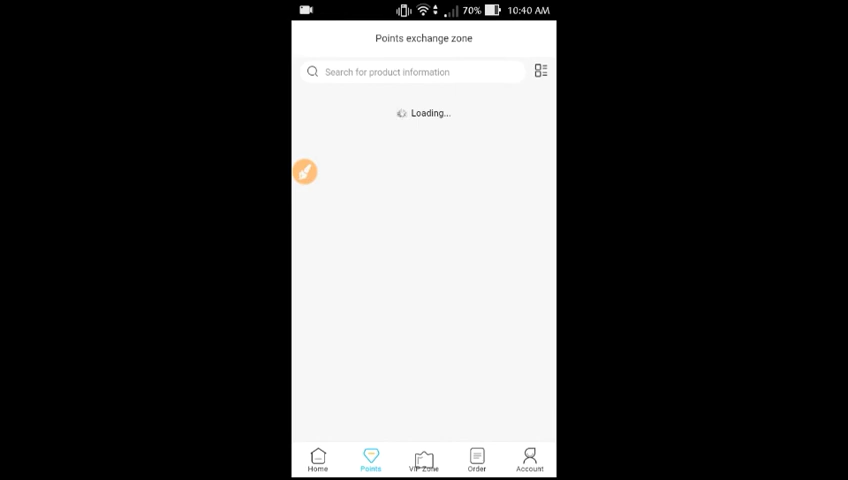 70% 10:40 AM
Points exchange zone
Search for product information
Loading...
Home Points VIP Zone Order Account